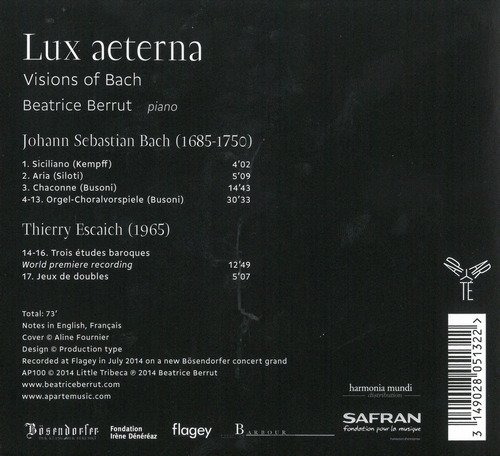 Lux aeterna
Visions of Bach
Beatrice Berrut piano
Johann Sebastian Bach (1685-1750)
1. Siciliano (Kempff) 4'02
2. Aria (Siloti) 5'09
3. Chaconne (Busoni) 14'43
4-13. Orgel-Choralvorspiele (Busoni) 30'33
Thierry Escaich (1965)
14-16. Trois études baroques
World premiere recording 12'49
17. Jeux de doubles 5'07
Total: 73'
Notes in English, Français
Cover © Aline Fournier
Design © Production type
Recorded at Flagey in July 2014 on a new Bösendorfer concert grand
AP100 © 2014 Little Tribeca ℗ 2014 Beatrice Berrut
www.beatriceberrut.com
www.apartemusic.com
Bösendorfer
Fondation
Irène Dénéréaz
flagey
BARBOUR
harmonia mundi
distribution
SAFRAN
fondation pour la musique
APARTÉ
3 149028 051322 >